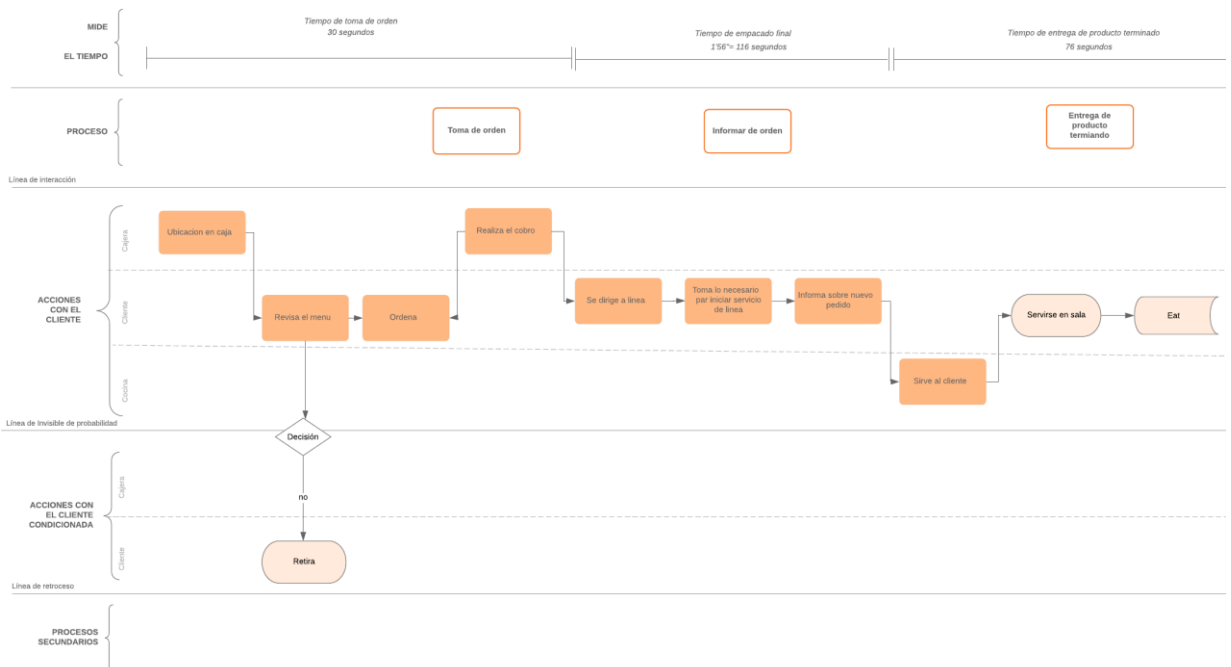 MIDE
EL TIEMPO
Tiempo de toma de orden
30 segundos
Tiempo de empacado final
1'56"= 116 segundos
Tiempo de entrega de producto terminado
76 segundos
PROCESO
Toma de orden
Informar de orden
Entrega de
producto
termiando
Línea de interacción
ACCIONES
CON EL
CLIENTE
Cajera
Ubicacion en caja
Realiza el cobro
Cliente
Revisa el menu
Ordena
Se dirige a linea
Toma lo necesario
par iniciar servicio
de linea
Informa sobre nuevo
pedido
Servirse en sala
Eat
Cocina
Sirve al cliente
Línea de Invisible de probabilidad
Decisión
ACCIONES CON
EL CLIENTE
CONDICIONADA
Cajera
no
Cliente
Retira
Línea de retroceso
PROCESOS
SECUNDARIOS